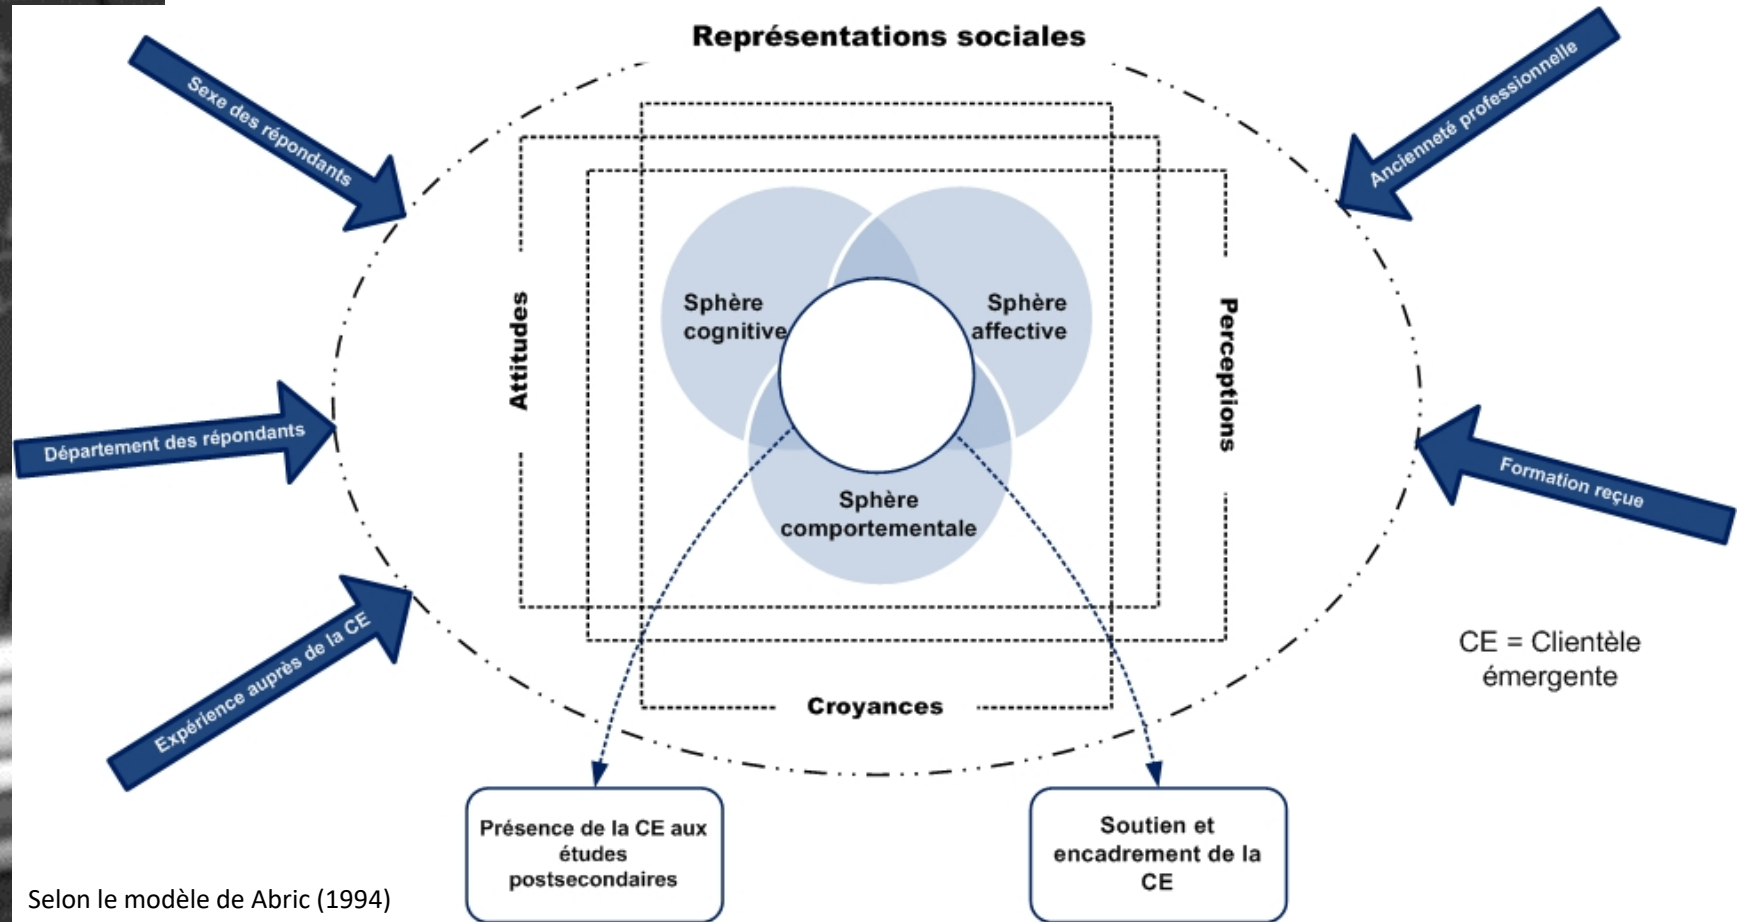 Représentations sociales
Sexe des répondants
Ancienneté professionnelle
Sphère
cognitive
Sphère
affective
Attitudes
Perceptions
Département des répondants
Formation reçue
Sphère
comportementale
Expérience auprès de la CE
CE = Clientèle
émergente
Croyances
Présence de la CE aux
études
postsecondaires
Soutien et
encadrement de la
CE
Selon le modèle de Abric (1994)